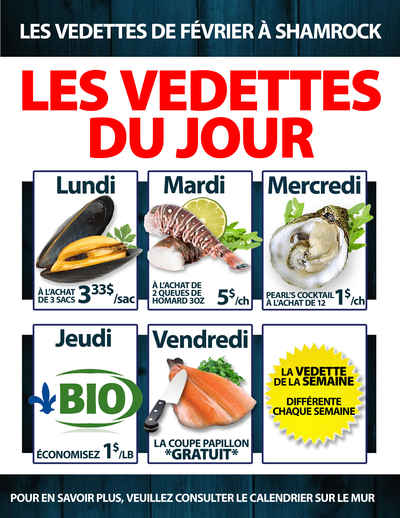 LES VEDETTES DE FÉVRIER À SHAMROCK
LES VEDETTES
DU JOUR
Lundi
À L'ACHAT
DE 3 SACS 3 33$ /sac
Mardi
À L'ACHAT DE
2 QUEUES DE
HOMARD 3OZ 5$ /ch
Mercredi
PEARL'S COCKTAIL
À L'ACHAT DE 12 1$ /ch
Jeudi
BIO
ÉCONOMISEZ 1$ /LB
Vendredi
LA COUPE PAPILLON
*GRATUIT*
LA VEDETTE
DE LA SEMAINE
DIFFÉRENTE
CHAQUE SEMAINE
POUR EN SAVOIR PLUS, VEUILLEZ CONSULTER LE CALENDRIER SUR LE MUR